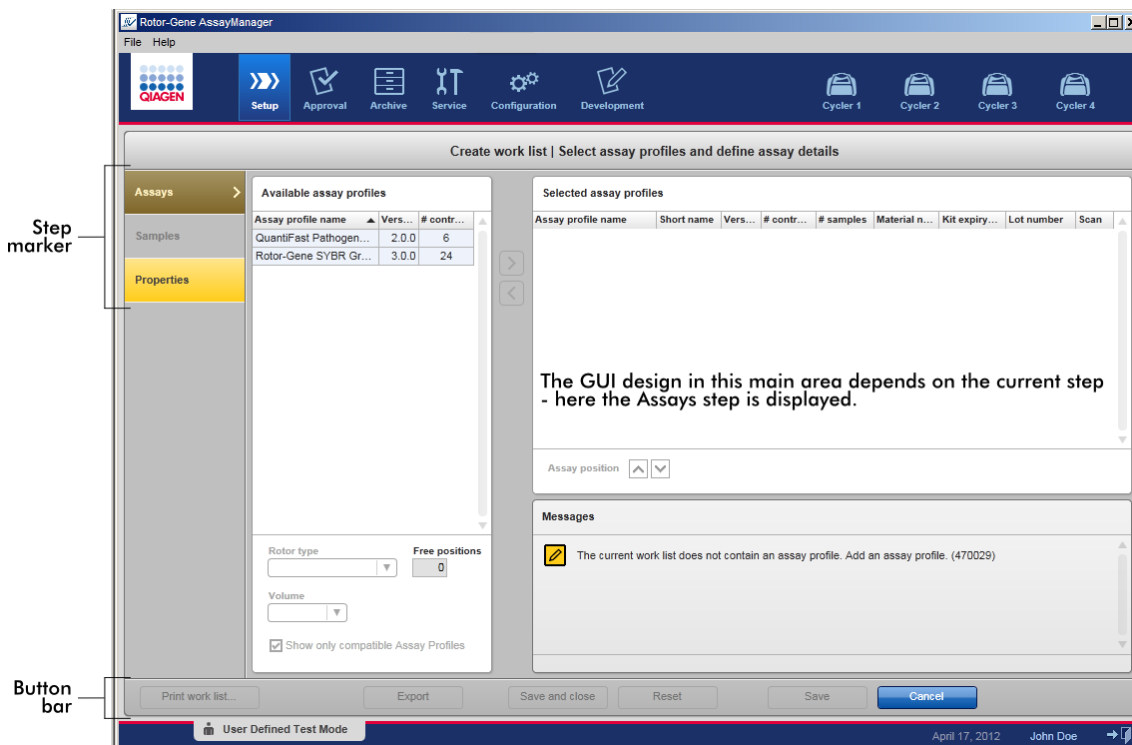 Rotor-Gene AssayManager
File Help
QIAGEN
Setup Approval Archive Service Configuration Development Cycler 1 Cycler 2 Cycler 3 Cycler 4
Create work list | Select assay profiles and define assay details
Step
marker
Assays
Samples
Properties
Available assay profiles
Assay profile name Vers... # contr...
QuantiFast Pathogen... 2.0.0 6
Rotor-Gene SYBR Gr... 3.0.0 24
Rotor type Free positions
0
Volume
Show only compatible Assay Profiles
Selected assay profiles
Assay profile name Short name Vers... # contr... # samples Material n... Kit expiry... Lot number Scan
The GUI design in this main area depends on the current step
- here the Assays step is displayed.
Assay position
Messages
The current work list does not contain an assay profile. Add an assay profile. (470029)
Button
bar
Print work list... Export Save and close Reset Save Cancel
User Defined Test Mode April 17, 2012 John Doe